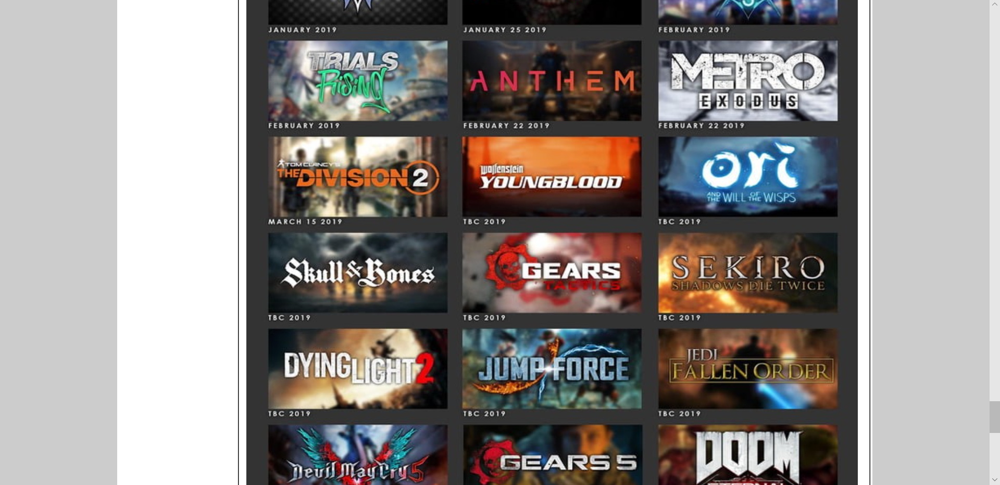 3
JANUARY 2019
JANUARY 25 2019
FEBRUARY 2019
TRIALS
RISING
ANTHEM
METRO
EXODUS
FEBRUARY 2019
FEBRUARY 22 2019
FEBRUARY 22 2019
TOM CLANCY'S
THE DIVISION 2
Wolfenstein
YOUNGBLOOD
ori
AND THE WILL OF THE WISPS
MARCH 15 2019
TBC 2019
TBC 2019
Skull & Bones
GEARS
TACTICS
SEKIRO
SHADOWS DIE TWICE
TBC 2019
TBC 2019
TBC 2019
DYING LIGHT 2
JUMP FORCE
JEDI
FALLEN ORDER
TBC 2019
TBC 2019
TBC 2019
Devil May Cry 5
GEARS 5
DOOM
ETERNAL